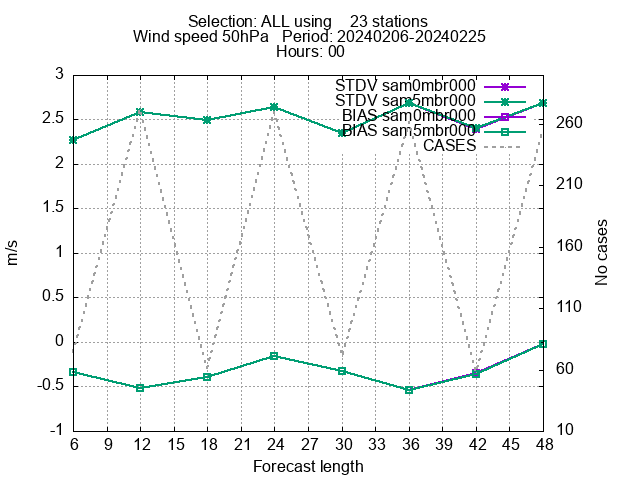 Selection: ALL using    23 stations
Wind speed 50hPa   Period: 20240206-20240225
Hours: 00
STDV sam0mbr000
STDV sam5mbr000
BIAS sam0mbr000
BIAS sam5mbr000
CASES
3
2.5
2
1.5
1
0.5
0
-0.5
-1
m/s
260
210
160
110
60
10
No cases
6 12 15 18 21 24 27 30 33 36 39 42 45 48
Forecast length